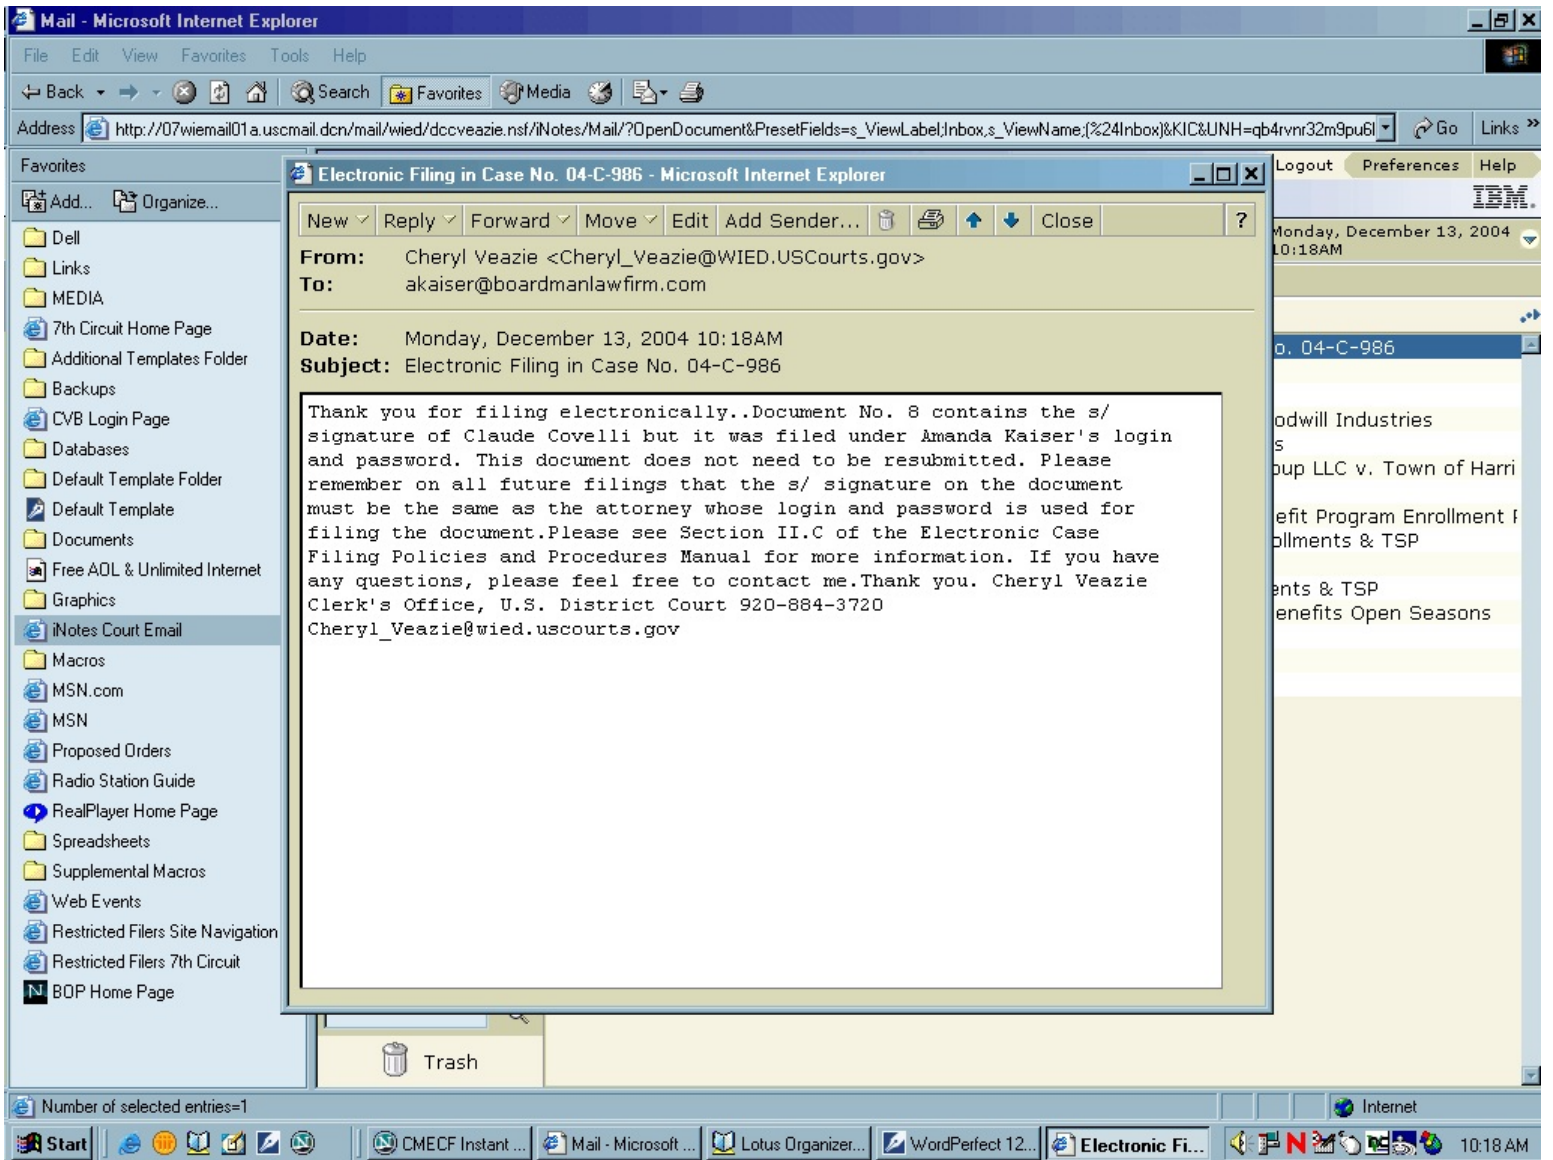 Mail - Microsoft Internet Explorer
File Edit View Favorites Tools Help
Back Search Favorites Media
Address http://07wiemail01a.uscmail.dcn/mail/wied/dccveazie.nsf/iNotes/Mail/?OpenDocument&PresetFields=s_ViewLabel;Inbox,s_ViewName;(%24Inbox)&KIC&UNH=qb4rvnr32m9pu6l Go Links »
Favorites
Add... Organize...
Dell
Links
MEDIA
7th Circuit Home Page
Additional Templates Folder
Backups
CVB Login Page
Databases
Default Template Folder
Default Template
Documents
Free AOL & Unlimited Internet
Graphics
iNotes Court Email
Macros
MSN.com
MSN
Proposed Orders
Radio Station Guide
RealPlayer Home Page
Spreadsheets
Supplemental Macros
Web Events
Restricted Filers Site Navigation
Restricted Filers 7th Circuit
BOP Home Page
Electronic Filing in Case No. 04-C-986 - Microsoft Internet Explorer
New Reply Forward Move Edit Add Sender... Close ?
From: Cheryl Veazie <Cheryl_Veazie@WIED.USCourts.gov>
To: akaiser@boardmanlawfirm.com
Date: Monday, December 13, 2004 10:18AM
Subject: Electronic Filing in Case No. 04-C-986
Thank you for filing electronically..Document No. 8 contains the s/
signature of Claude Covelli but it was filed under Amanda Kaiser's login
and password. This document does not need to be resubmitted. Please
remember on all future filings that the s/ signature on the document
must be the same as the attorney whose login and password is used for
filing the document.Please see Section II.C of the Electronic Case
Filing Policies and Procedures Manual for more information. If you have
any questions, please feel free to contact me.Thank you. Cheryl Veazie
Clerk's Office, U.S. District Court 920-884-3720
Cheryl_Veazie@wied.uscourts.gov
Logout Preferences Help
IBM.
Monday, December 13, 2004
10:18AM
o. 04-C-986
odwill Industries
s
oup LLC v. Town of Harri
efit Program Enrollment
ollments & TSP
ents & TSP
enefits Open Seasons
Trash
Number of selected entries=1
Internet
Start CMECF Instant ... Mail - Microsoft ... Lotus Organizer... WordPerfect 12... Electronic Fi... 10:18 AM